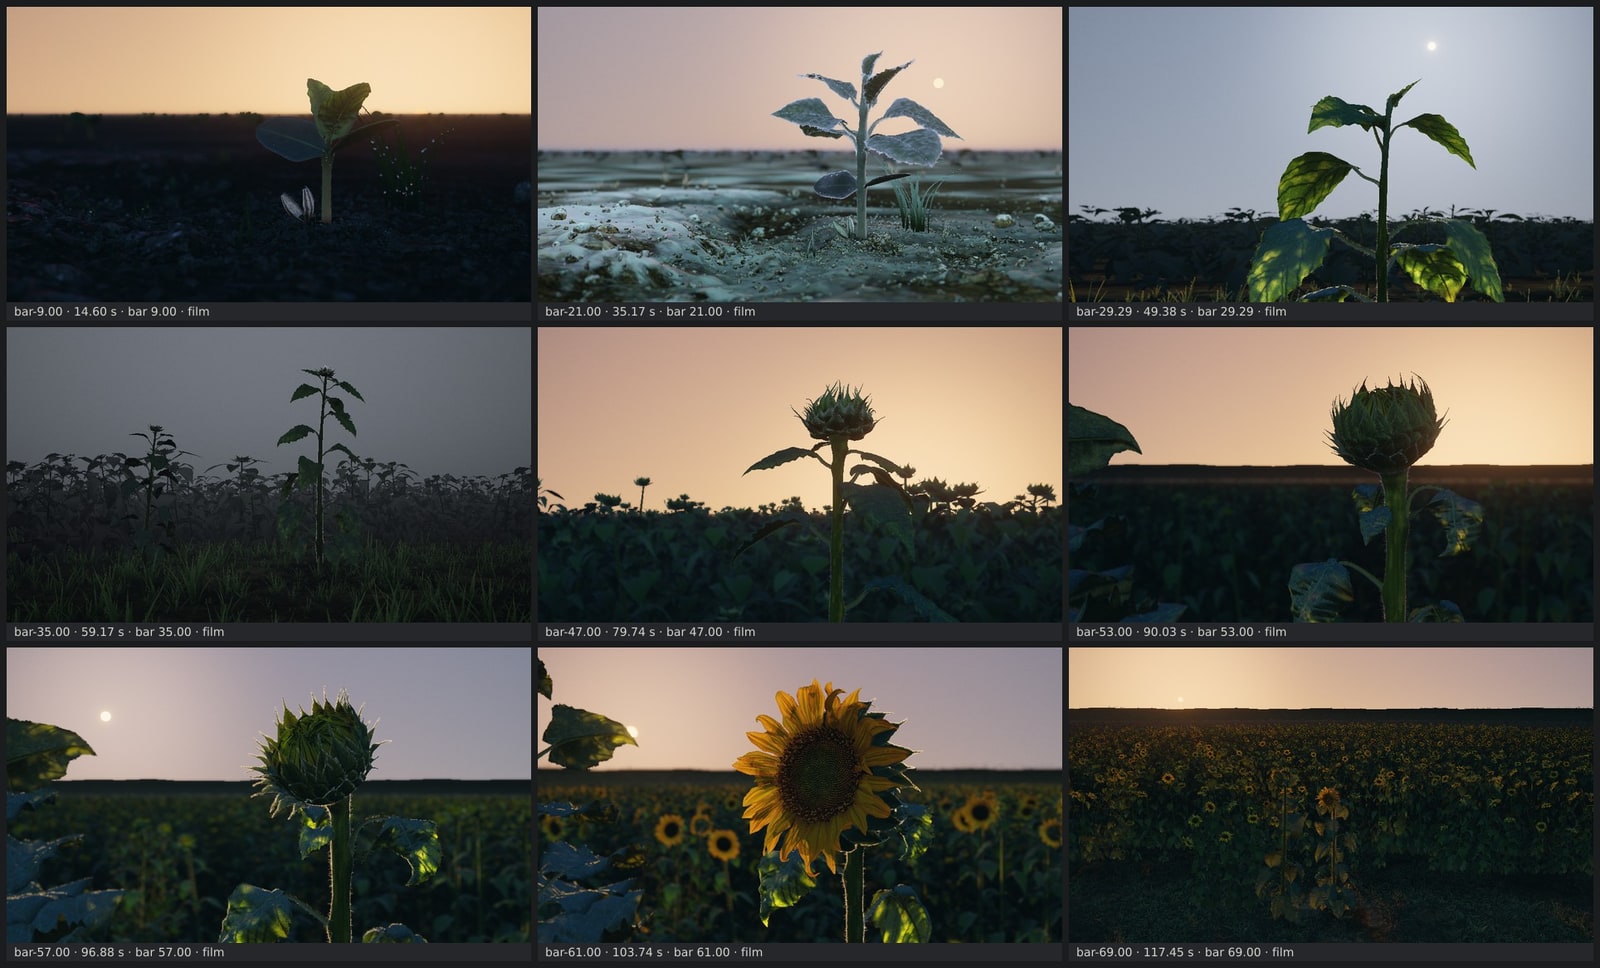 bar-9.00 · 14.60 s · bar 9.00 · film
bar-21.00 · 35.17 s · bar 21.00 · film
bar-29.29 · 49.38 s · bar 29.29 · film
bar-35.00 · 59.17 s · bar 35.00 · film
bar-47.00 · 79.74 s · bar 47.00 · film
bar-53.00 · 90.03 s · bar 53.00 · film
bar-57.00 · 96.88 s · bar 57.00 · film
bar-61.00 · 103.74 s · bar 61.00 · film
bar-69.00 · 117.45 s · bar 69.00 · film